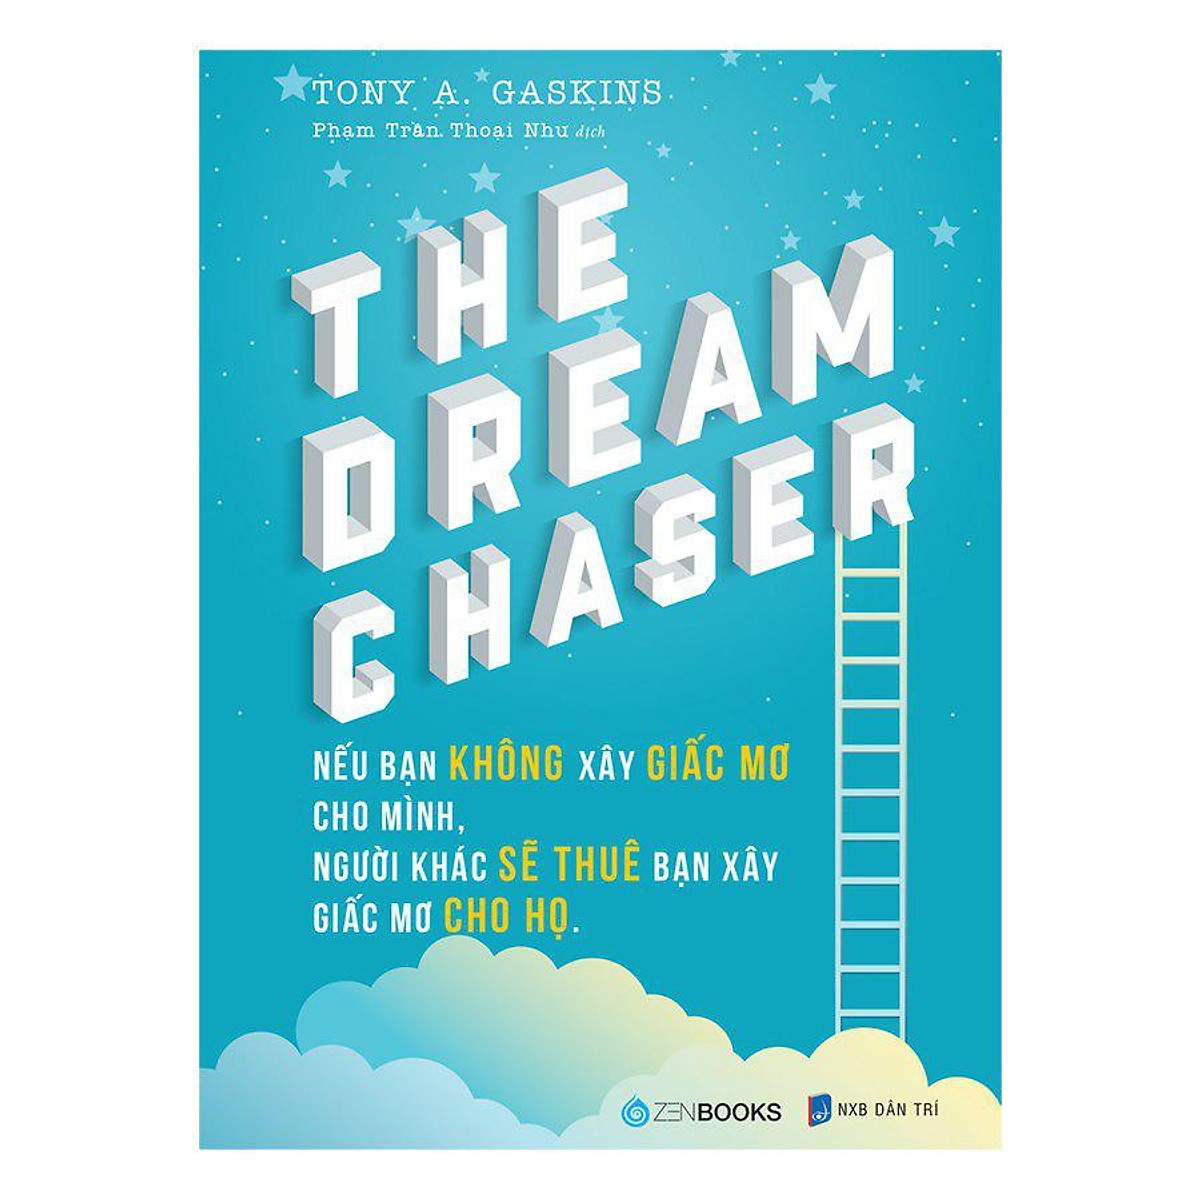 TONY A. GASKINS
Phạm Trần Thoại Như dịch
THE
DREAM
CHASER
NẾU BẠN KHÔNG XÂY GIẤC MƠ
CHO MÌNH,
NGƯỜI KHÁC SẼ THUÊ BẠN XÂY
GIẤC MƠ CHO HỌ.
ZENBOOKS
NXB DÂN TRÍ